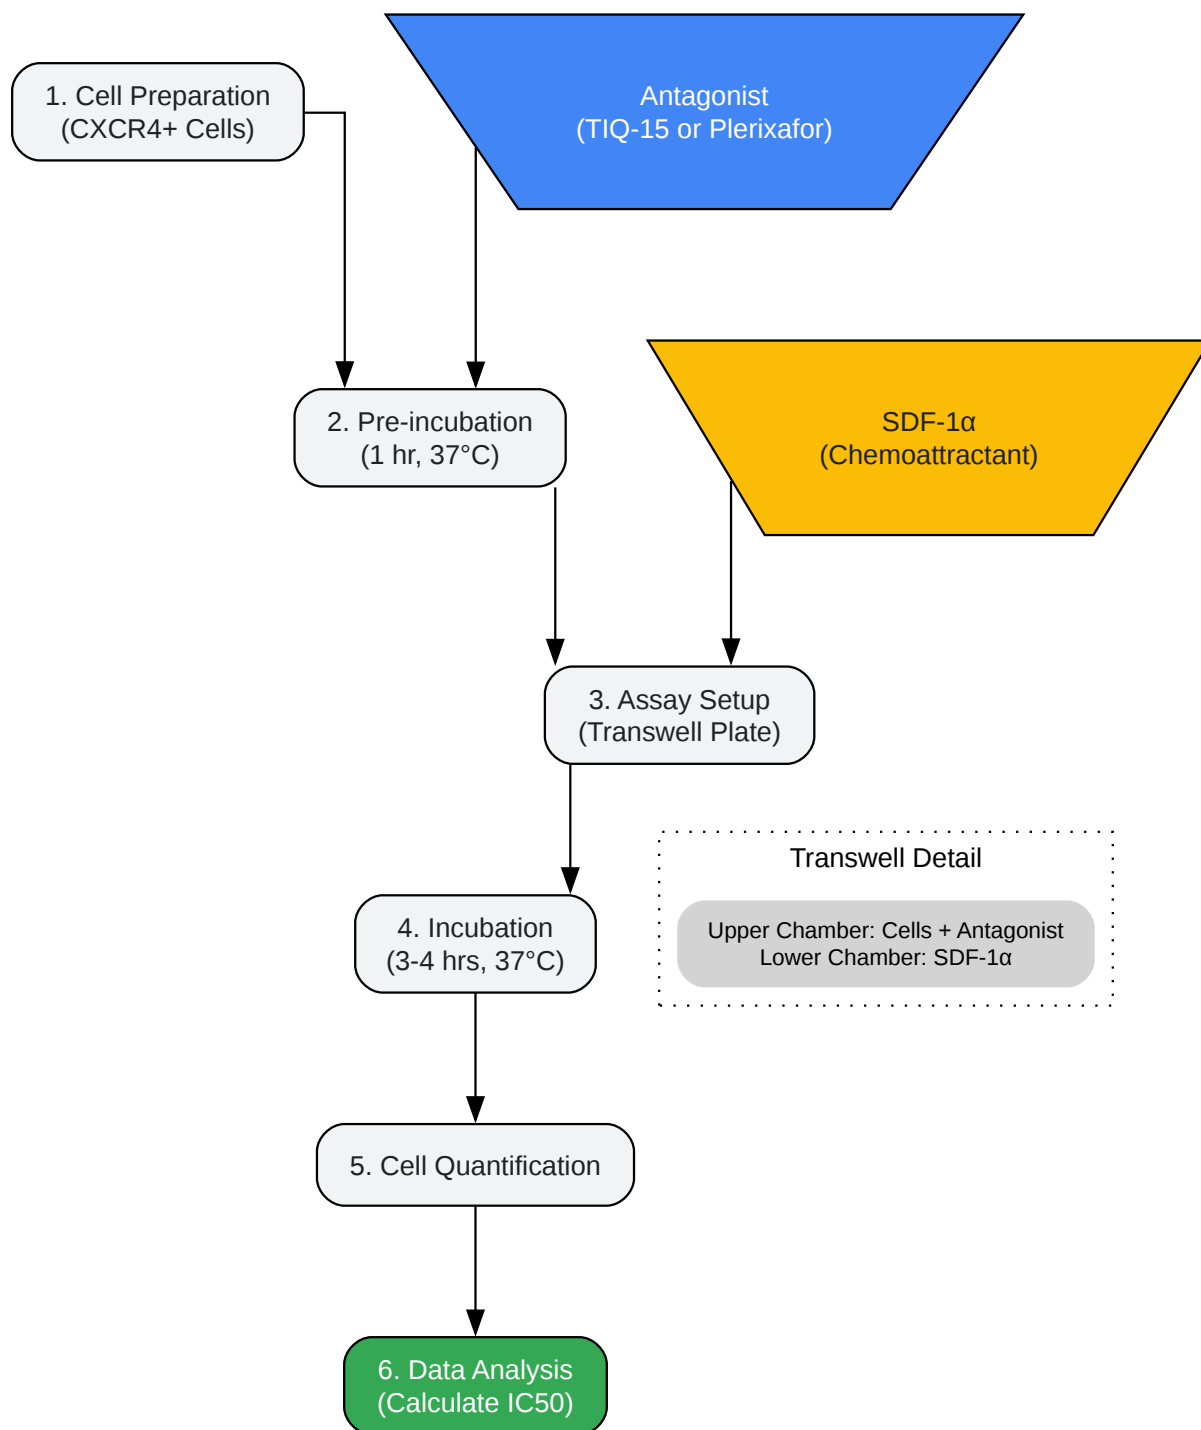 1. Cell Preparation
(CXCR4+ Cells)
Antagonist
(TIQ-15 or Plerixafor)
2. Pre-incubation
(1 hr, 37°C)
SDF-1α
(Chemoattractant)
3. Assay Setup
(Transwell Plate)
Transwell Detail
Upper Chamber: Cells + Antagonist
Lower Chamber: SDF-1α
4. Incubation
(3-4 hrs, 37°C)
5. Cell Quantification
6. Data Analysis
(Calculate IC50)